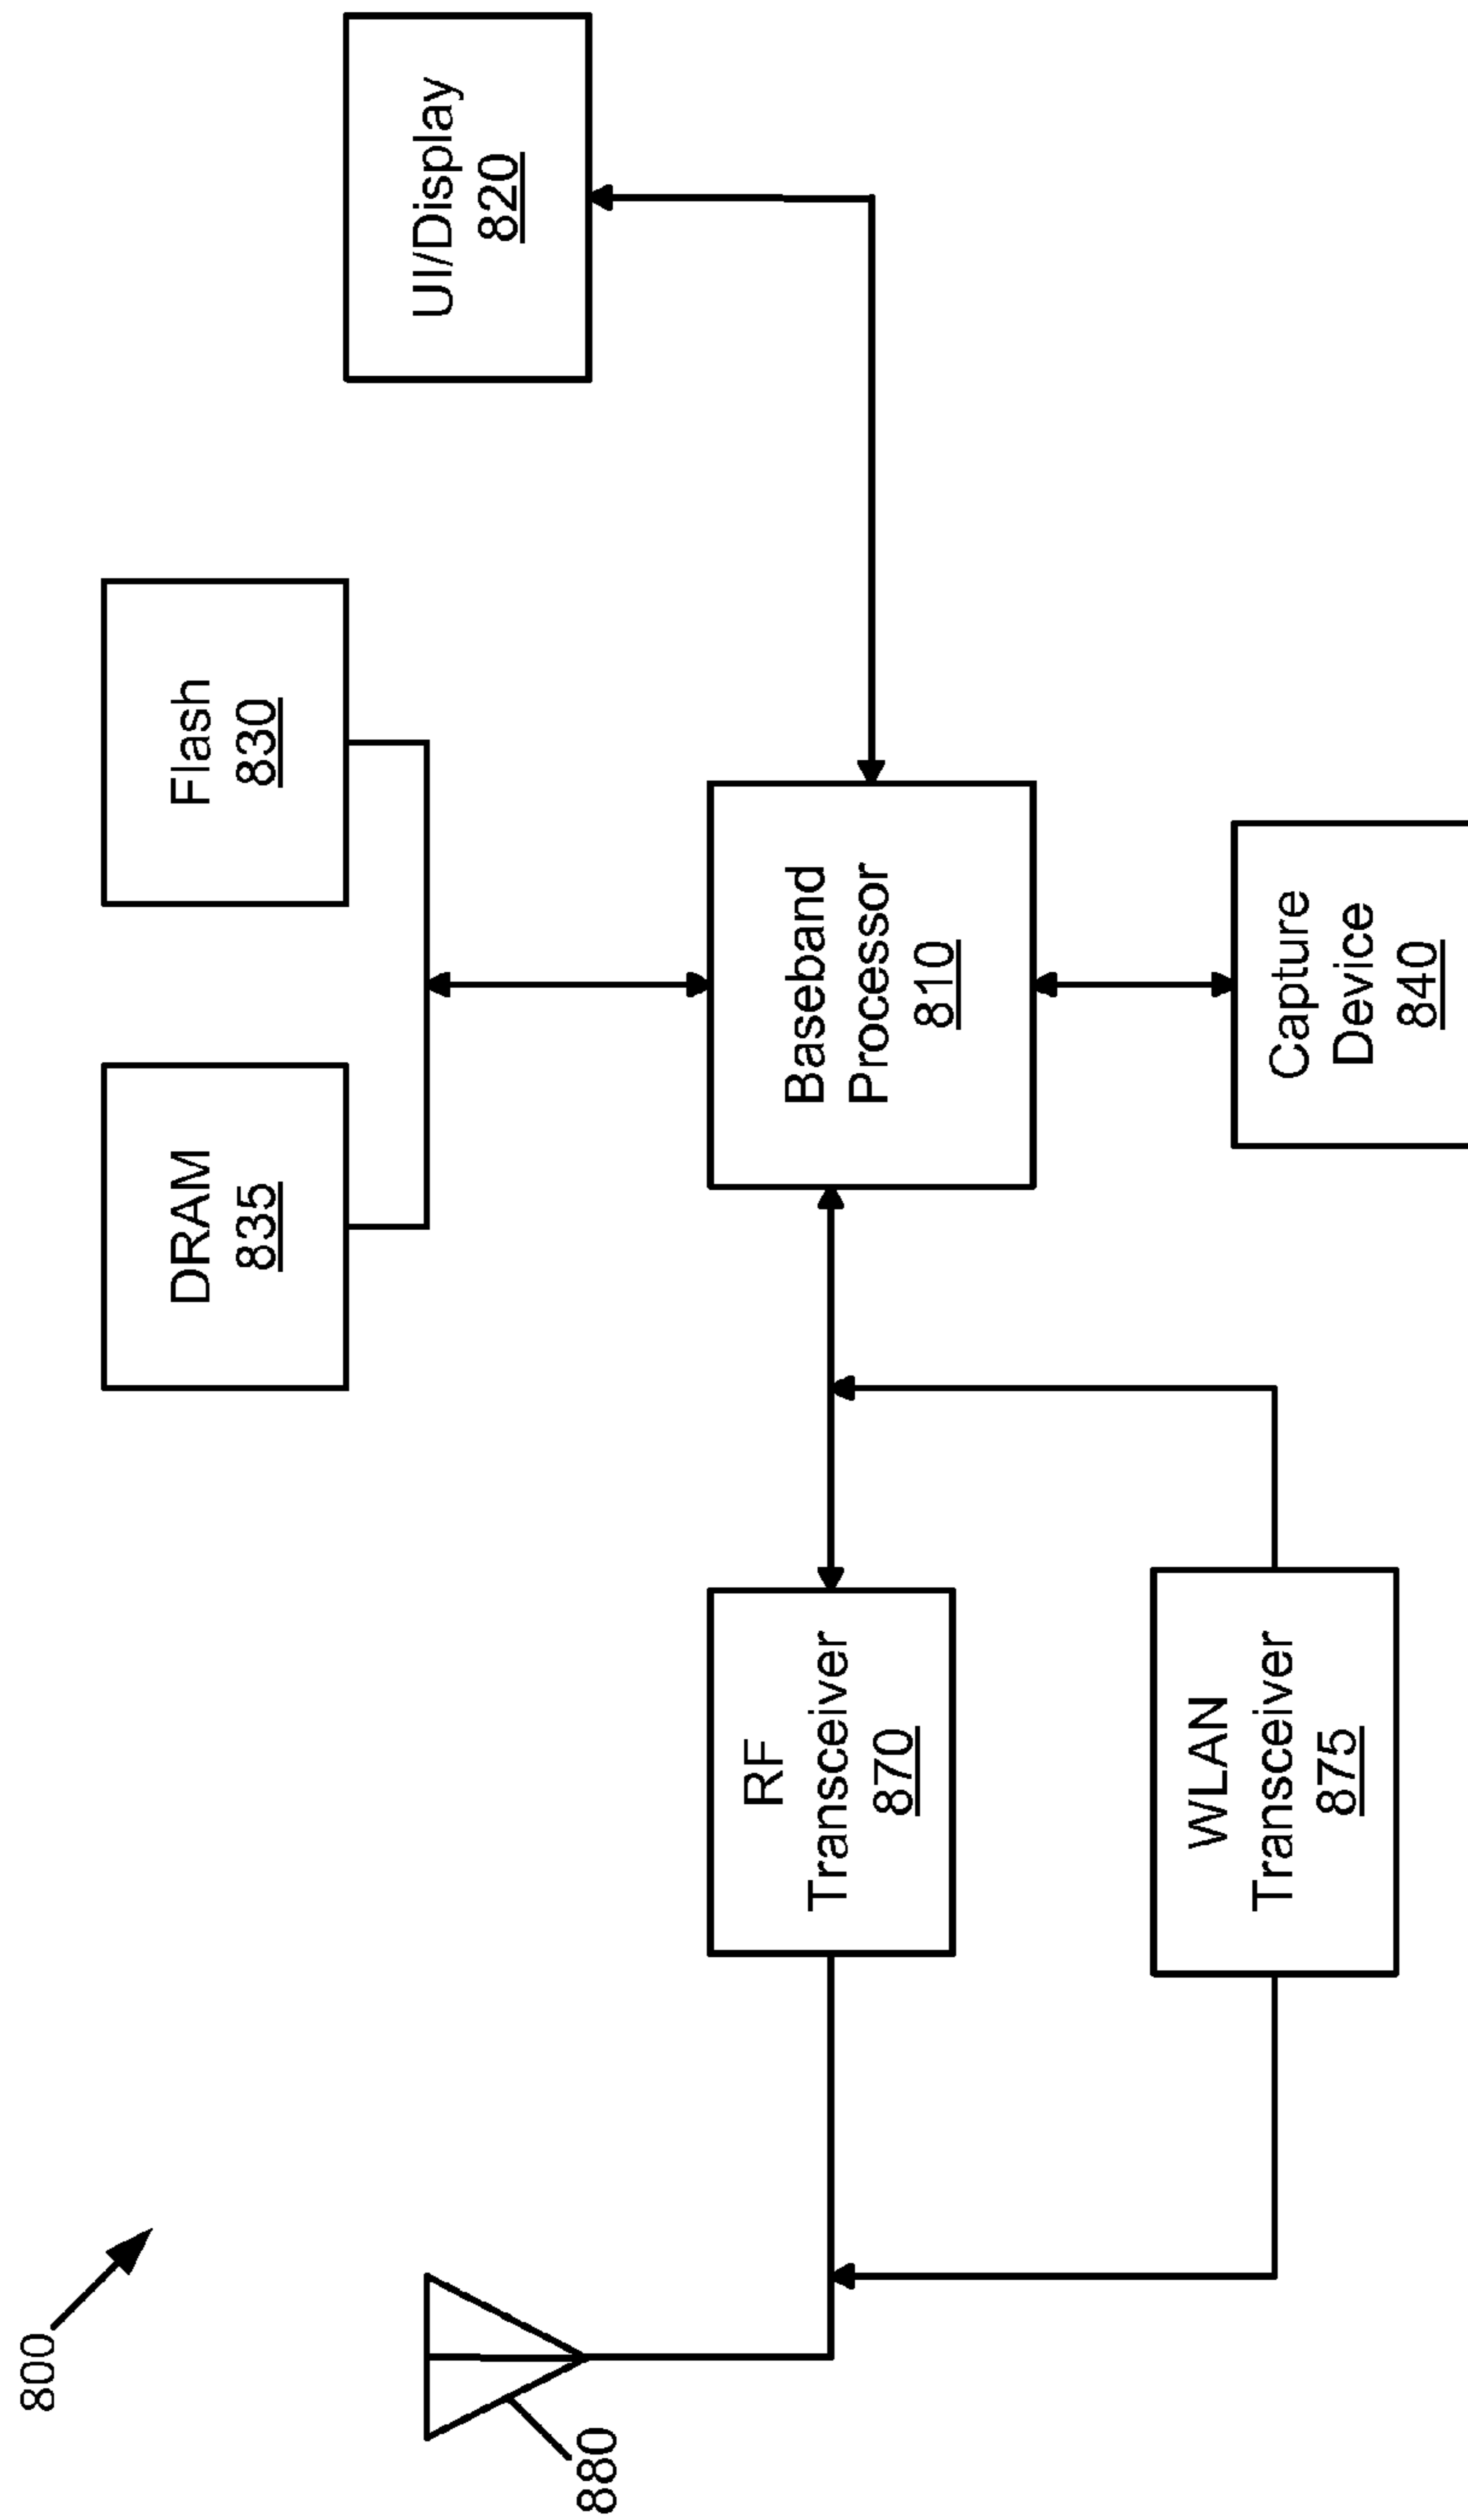 800
DRAM
835
Flash
830
UI/Display
820
880
RF
Transceiver
870
Baseband
Processor
810
WLAN
Transceiver
875
Capture
Device
840